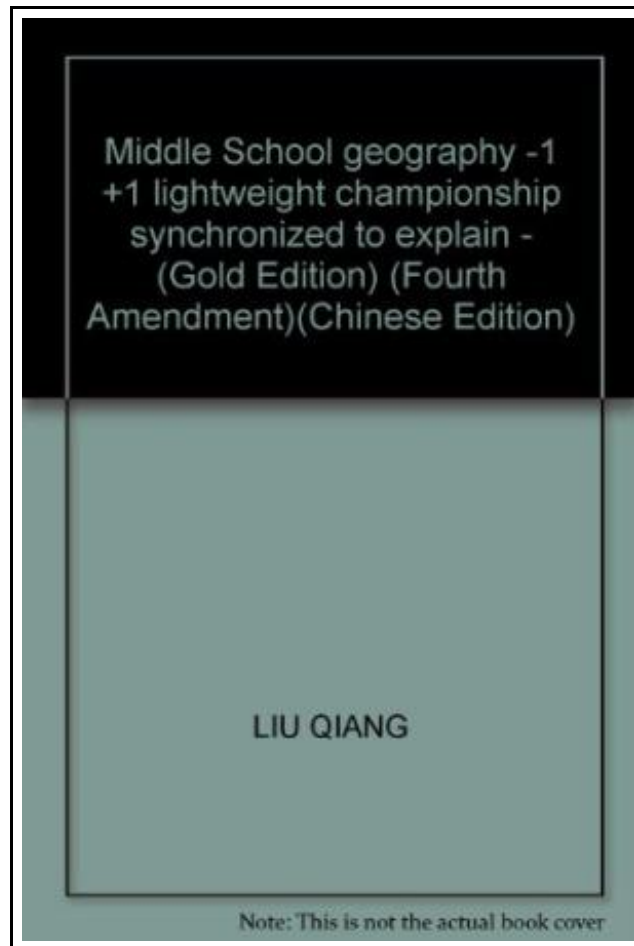 Middle School geography -1
+1 lightweight championship
synchronized to explain -
(Gold Edition) (Fourth
Amendment)(Chinese Edition)
LIU QIANG
Note: This is not the actual book cover